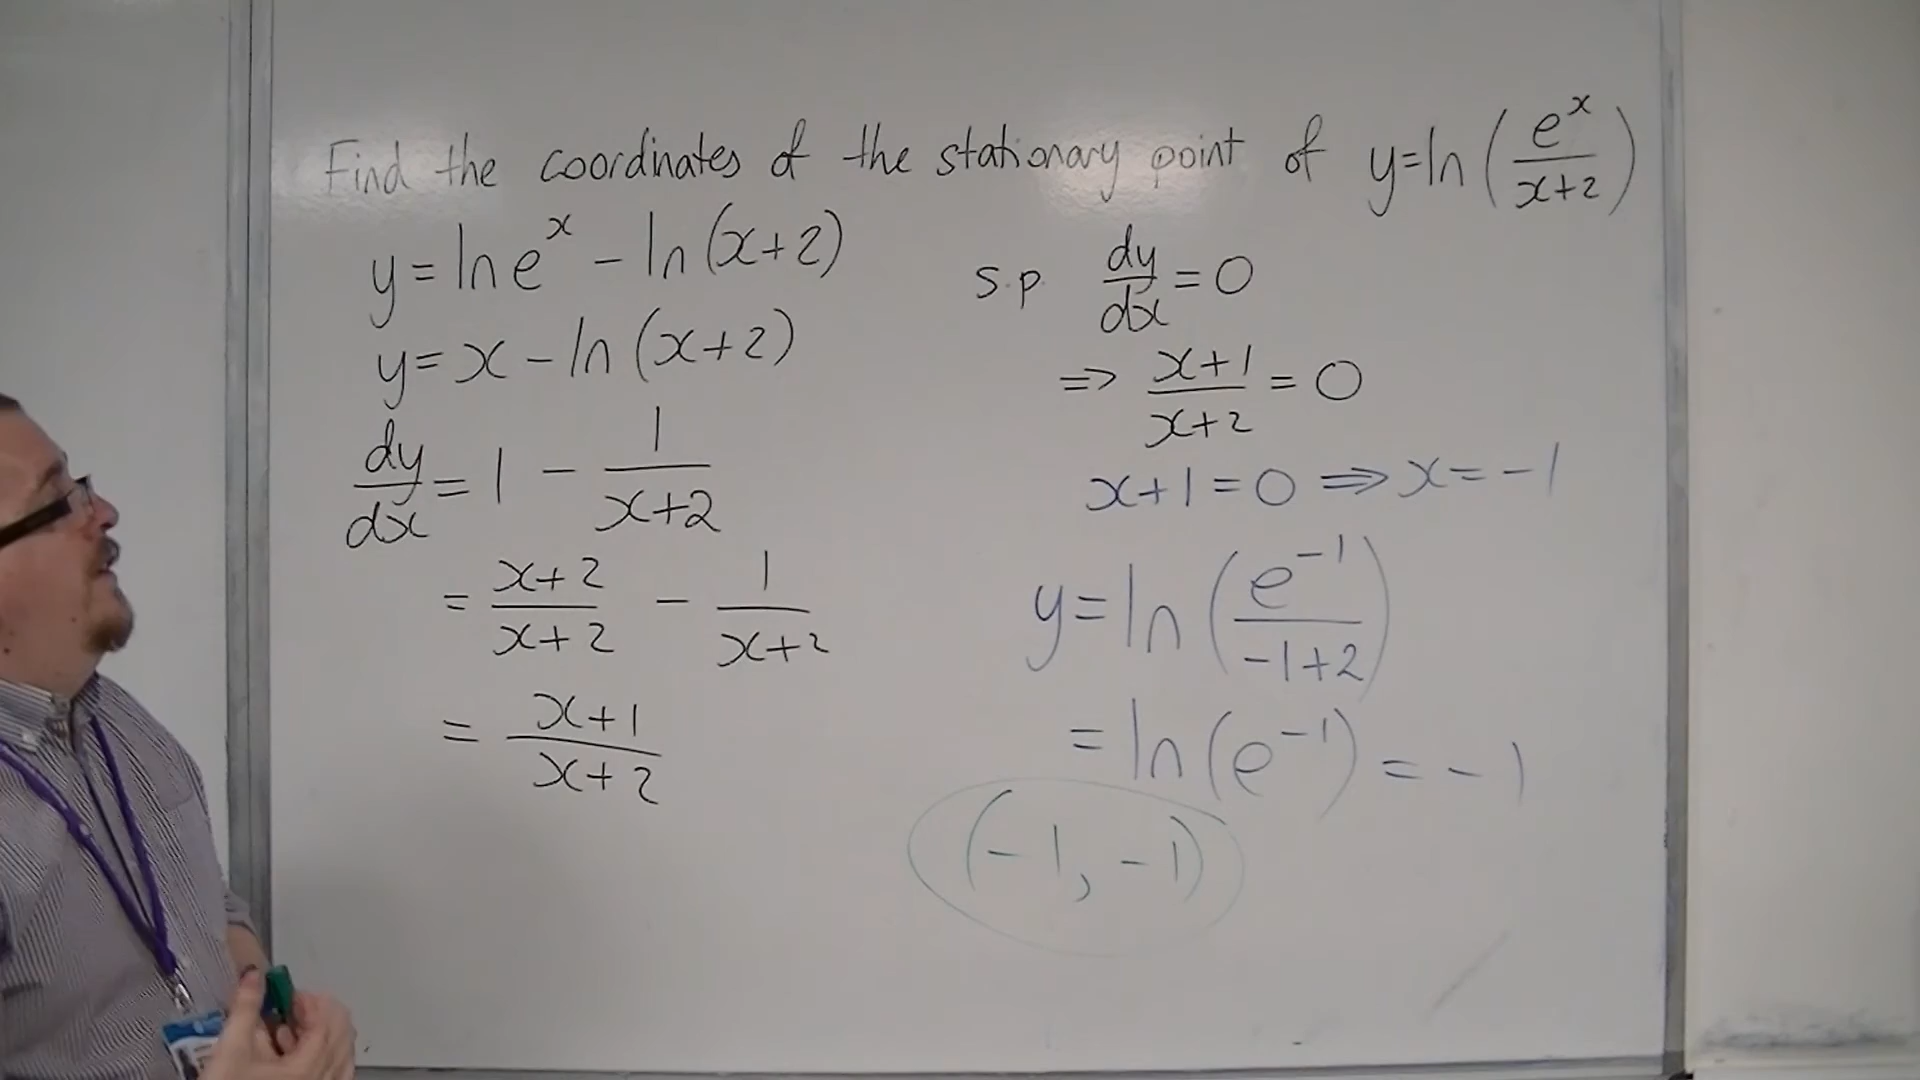 Find the coordinates of the stationary point of y=ln(e^x/(x+2))
y=ln e^x - ln(x+2)
y=x-ln(x+2)
dy/dx = 1 - 1/(x+2)
= (x+2)/(x+2) - 1/(x+2)
= (x+1)/(x+2)
s.p. dy/dx = 0
⇒ (x+1)/(x+2) = 0
x+1=0 ⇒ x=-1
y=ln(e^-1/(-1+2))
= ln(e^-1) = -1
(-1, -1)